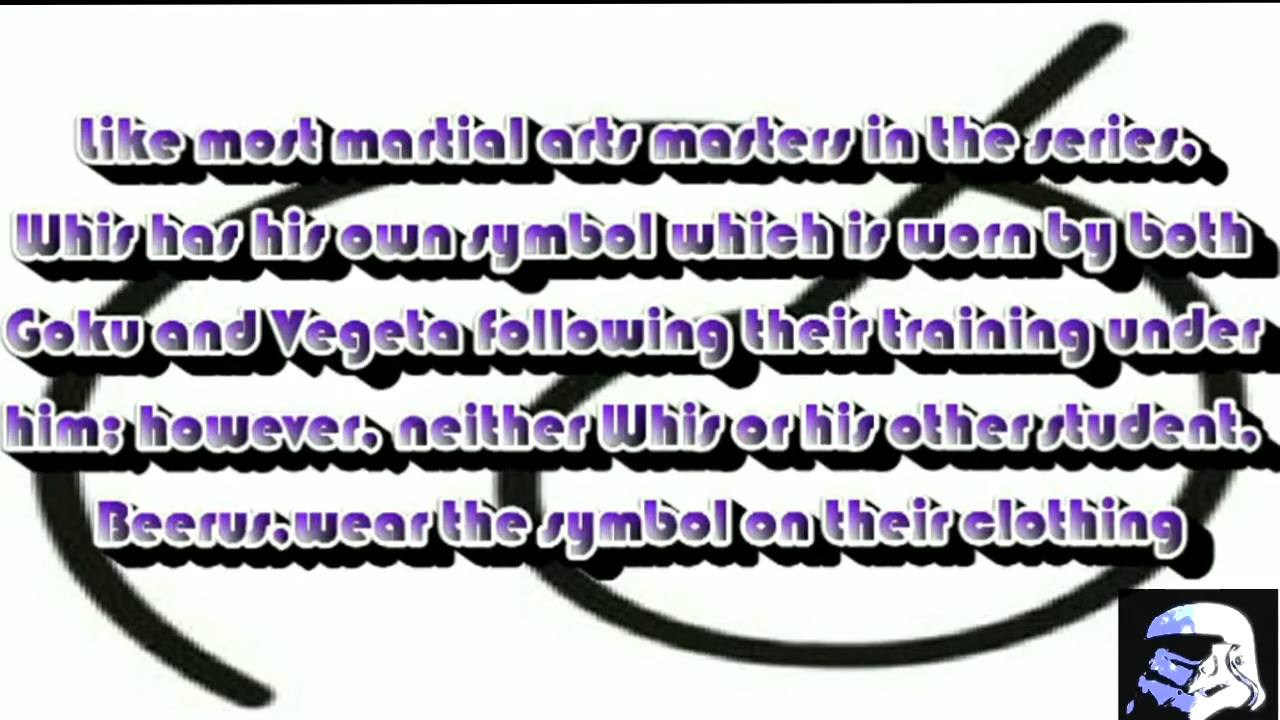 Like most martial arts masters in the series,
Whis has his own symbol which is worn by both
Goku and Vegeta following their training under
him; however, neither Whis or his other student,
Beerus,wear the symbol on their clothing